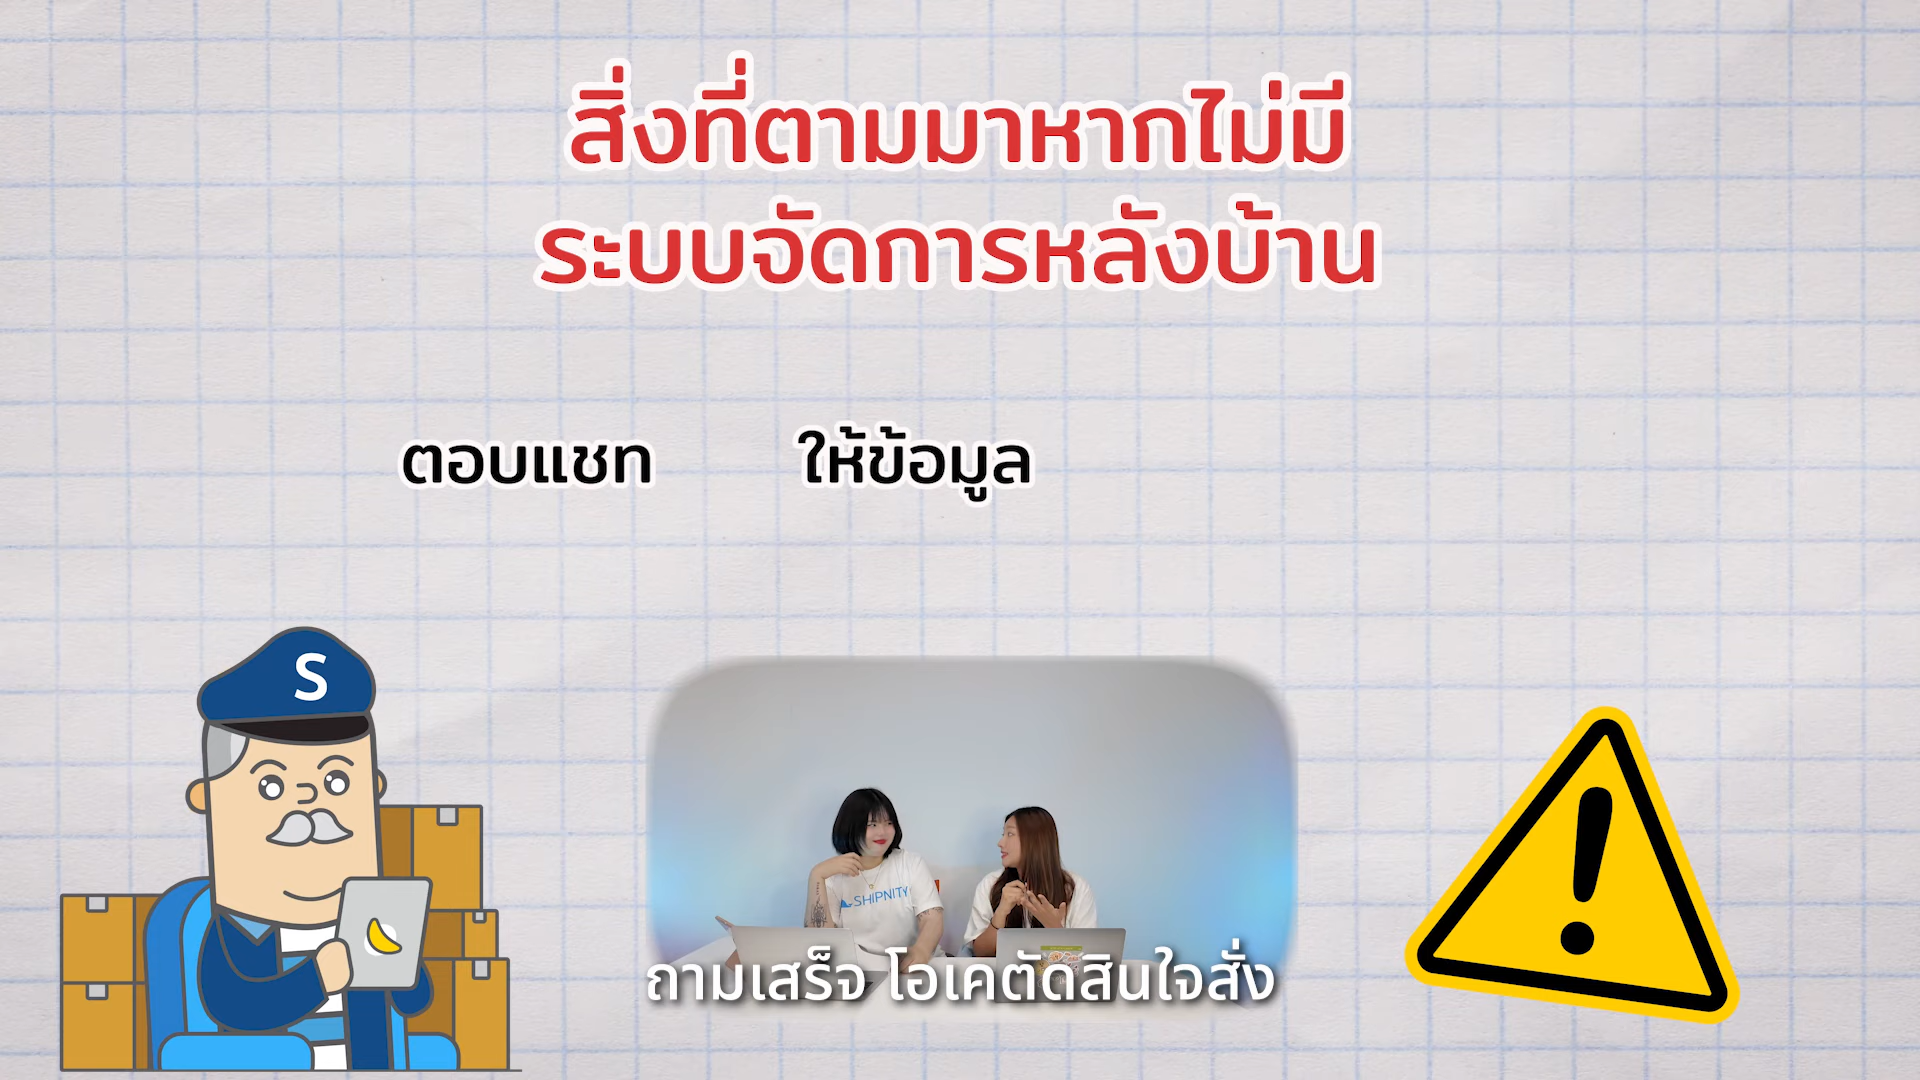 สิ่งที่ตามมาหากไม่มี
ระบบจัดการหลังบ้าน
ตอบแชท
ให้ข้อมูล
S
SHIPNITY
ถามเสร็จ โอเคตัดสินใจสั่ง